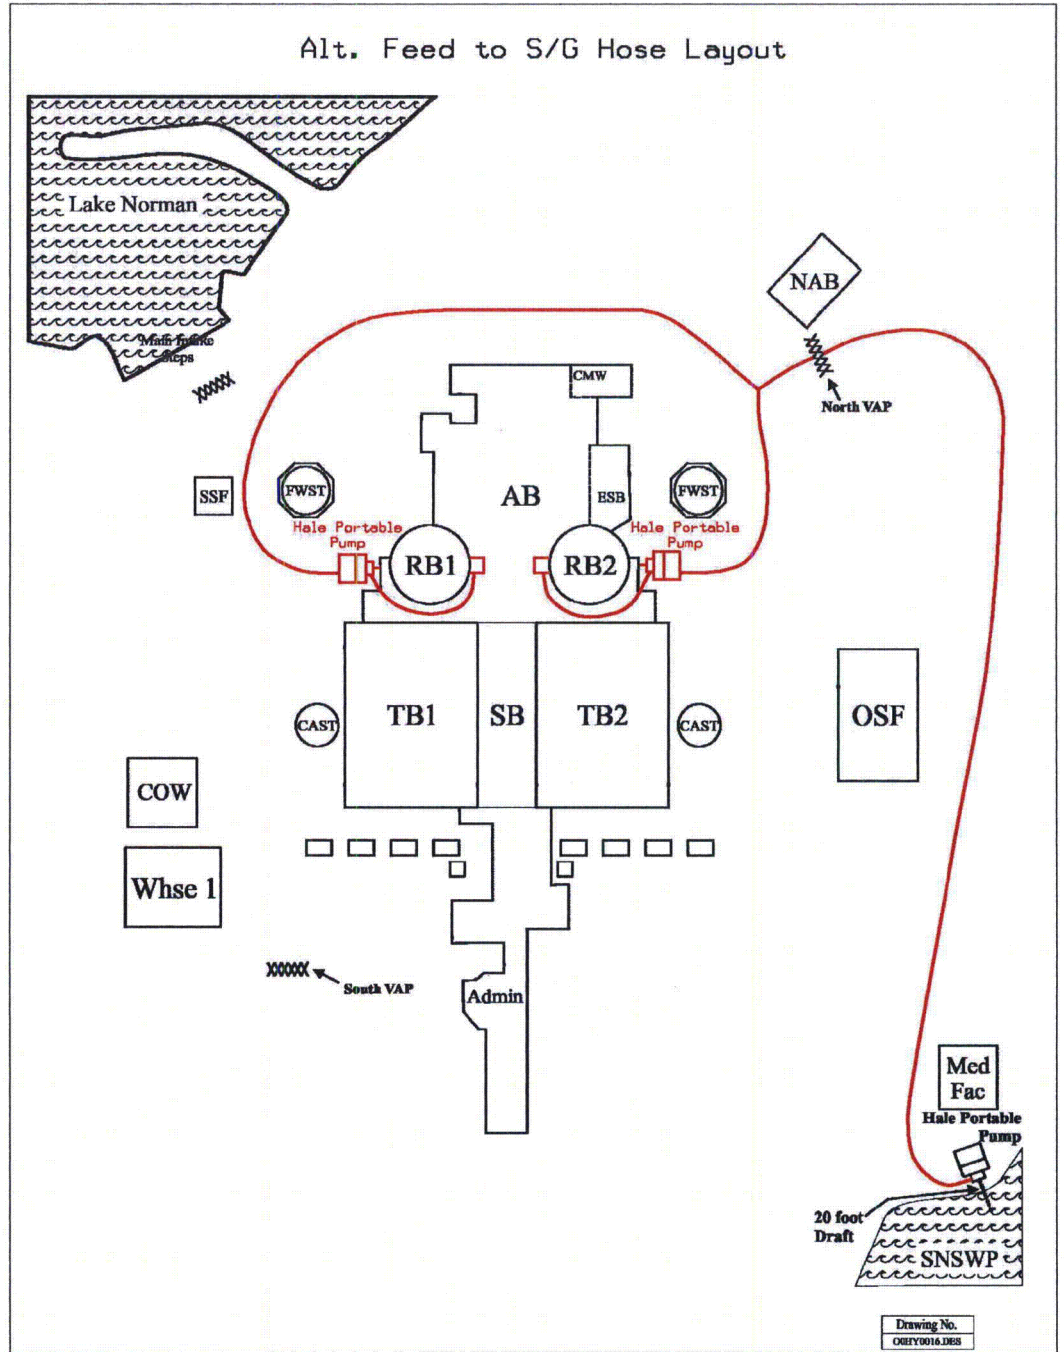 Alt. Feed to S/G Hose Layout
Lake Norman
NAB
Main Intake
Steps
CMW
North VAP
SSF
FWST
AB
ESB
FWST
Hale Portable
Pump
Hale Portable
Pump
RB1
RB2
TB1
SB
TB2
OSF
CAST
CAST
COW
Whse 1
South VAP
Admin
Med
Fac
Hale Portable
Pump
20 foot
Draft
SNSWP
Drawing No.
O0HY0016.DES